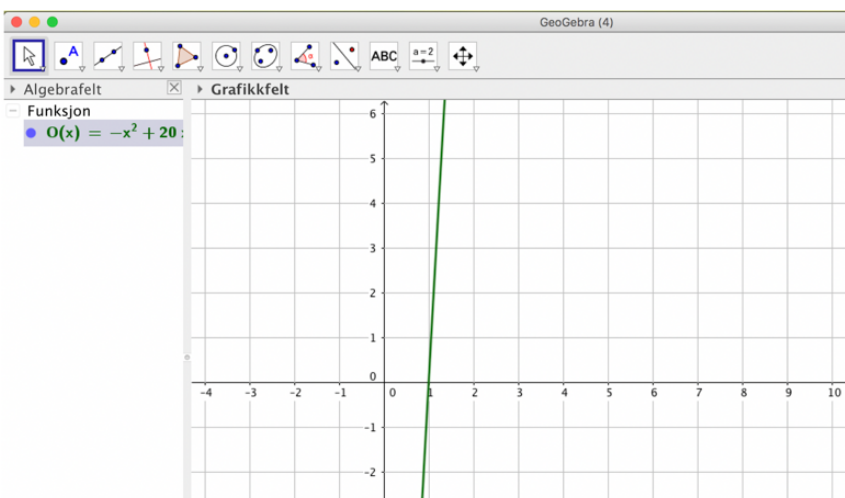 GeoGebra (4)
A ABC a=2
Algebrafelt
Grafikkfelt
Funksjon
O(x) = −x² + 20
6
5
4
3
2
1
0
-4 -3 -2 -1 0 1 2 3 4 5 6 7 8 9 10
-1
-2